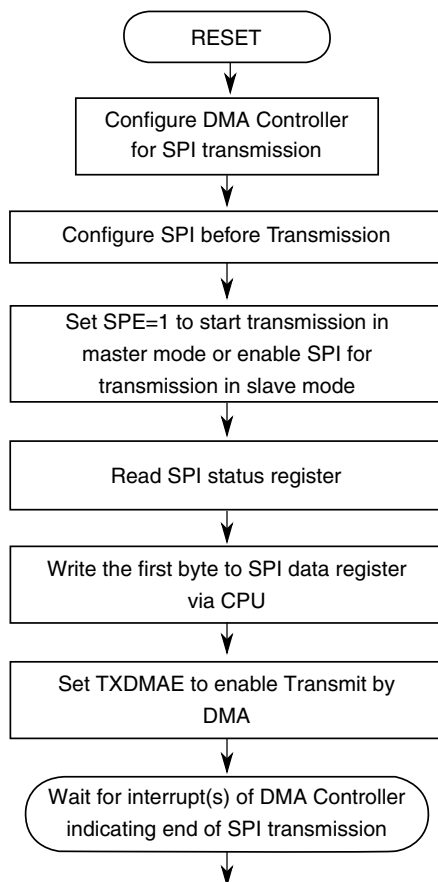 RESET
Configure DMA Controller
for SPI transmission
Configure SPI before Transmission
Set SPE=1 to start transmission in
master mode or enable SPI for
transmission in slave mode
Read SPI status register
Write the first byte to SPI data register
via CPU
Set TXDMAE to enable Transmit by
DMA
Wait for interrupt(s) of DMA Controller
indicating end of SPI transmission